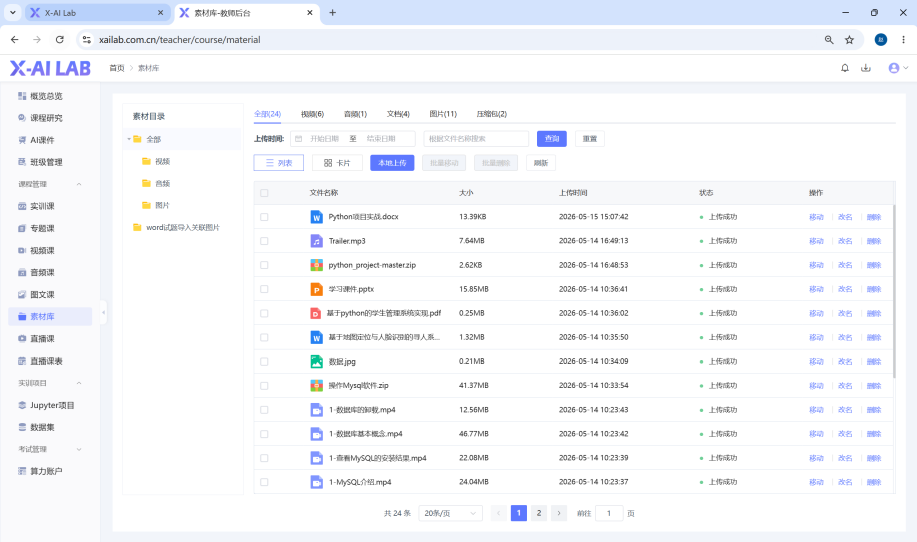 X-AI Lab
素材库-教师后台
xailab.com.cn/teacher/course/material
X-AI LAB
首页 > 素材库
概览总览
课程研究
AI课件
班级管理
课程管理
实训课
专题课
视频课
音频课
图文课
素材库
直播课
直播课表
实训项目
Jupyter项目
数据集
考试管理
算力账户
素材目录
全部
视频
音频
图片
word试题导入关联图片
全部(24) 视频(6) 音频(1) 文档(4) 图片(11) 压缩包(2)
上传时间: 开始日期 至 结束日期 根据文件名称搜索 查询 重置
列表 卡片 本地上传 批量移动 批量删除 刷新
文件名称 大小 上传时间 状态 操作
Python项目实战.docx 13.39KB 2026-05-15 15:07:42 上传成功 移动 改名 删除
Trailer.mp3 7.64MB 2026-05-14 16:49:13 上传成功 移动 改名 删除
python_project-master.zip 2.62KB 2026-05-14 16:48:53 上传成功 移动 改名 删除
学习课件.pptx 15.85MB 2026-05-14 10:36:41 上传成功 移动 改名 删除
基于python的学生管理系统实现.pdf 0.25MB 2026-05-14 10:36:02 上传成功 移动 改名 删除
基于地图定位与人脸识别的寻人系... 1.32MB 2026-05-14 10:35:50 上传成功 移动 改名 删除
数据.jpg 0.21MB 2026-05-14 10:34:09 上传成功 移动 改名 删除
操作Mysql软件.zip 41.37MB 2026-05-14 10:33:54 上传成功 移动 改名 删除
1-数据库的卸载.mp4 12.56MB 2026-05-14 10:23:43 上传成功 移动 改名 删除
1-数据库基本概念.mp4 46.77MB 2026-05-14 10:23:42 上传成功 移动 改名 删除
1-查看MySQL的安装结果.mp4 22.08MB 2026-05-14 10:23:39 上传成功 移动 改名 删除
1-MySQL介绍.mp4 24.04MB 2026-05-14 10:23:37 上传成功 移动 改名 删除
共 24 条 20条/页 1 2 前往 1 页